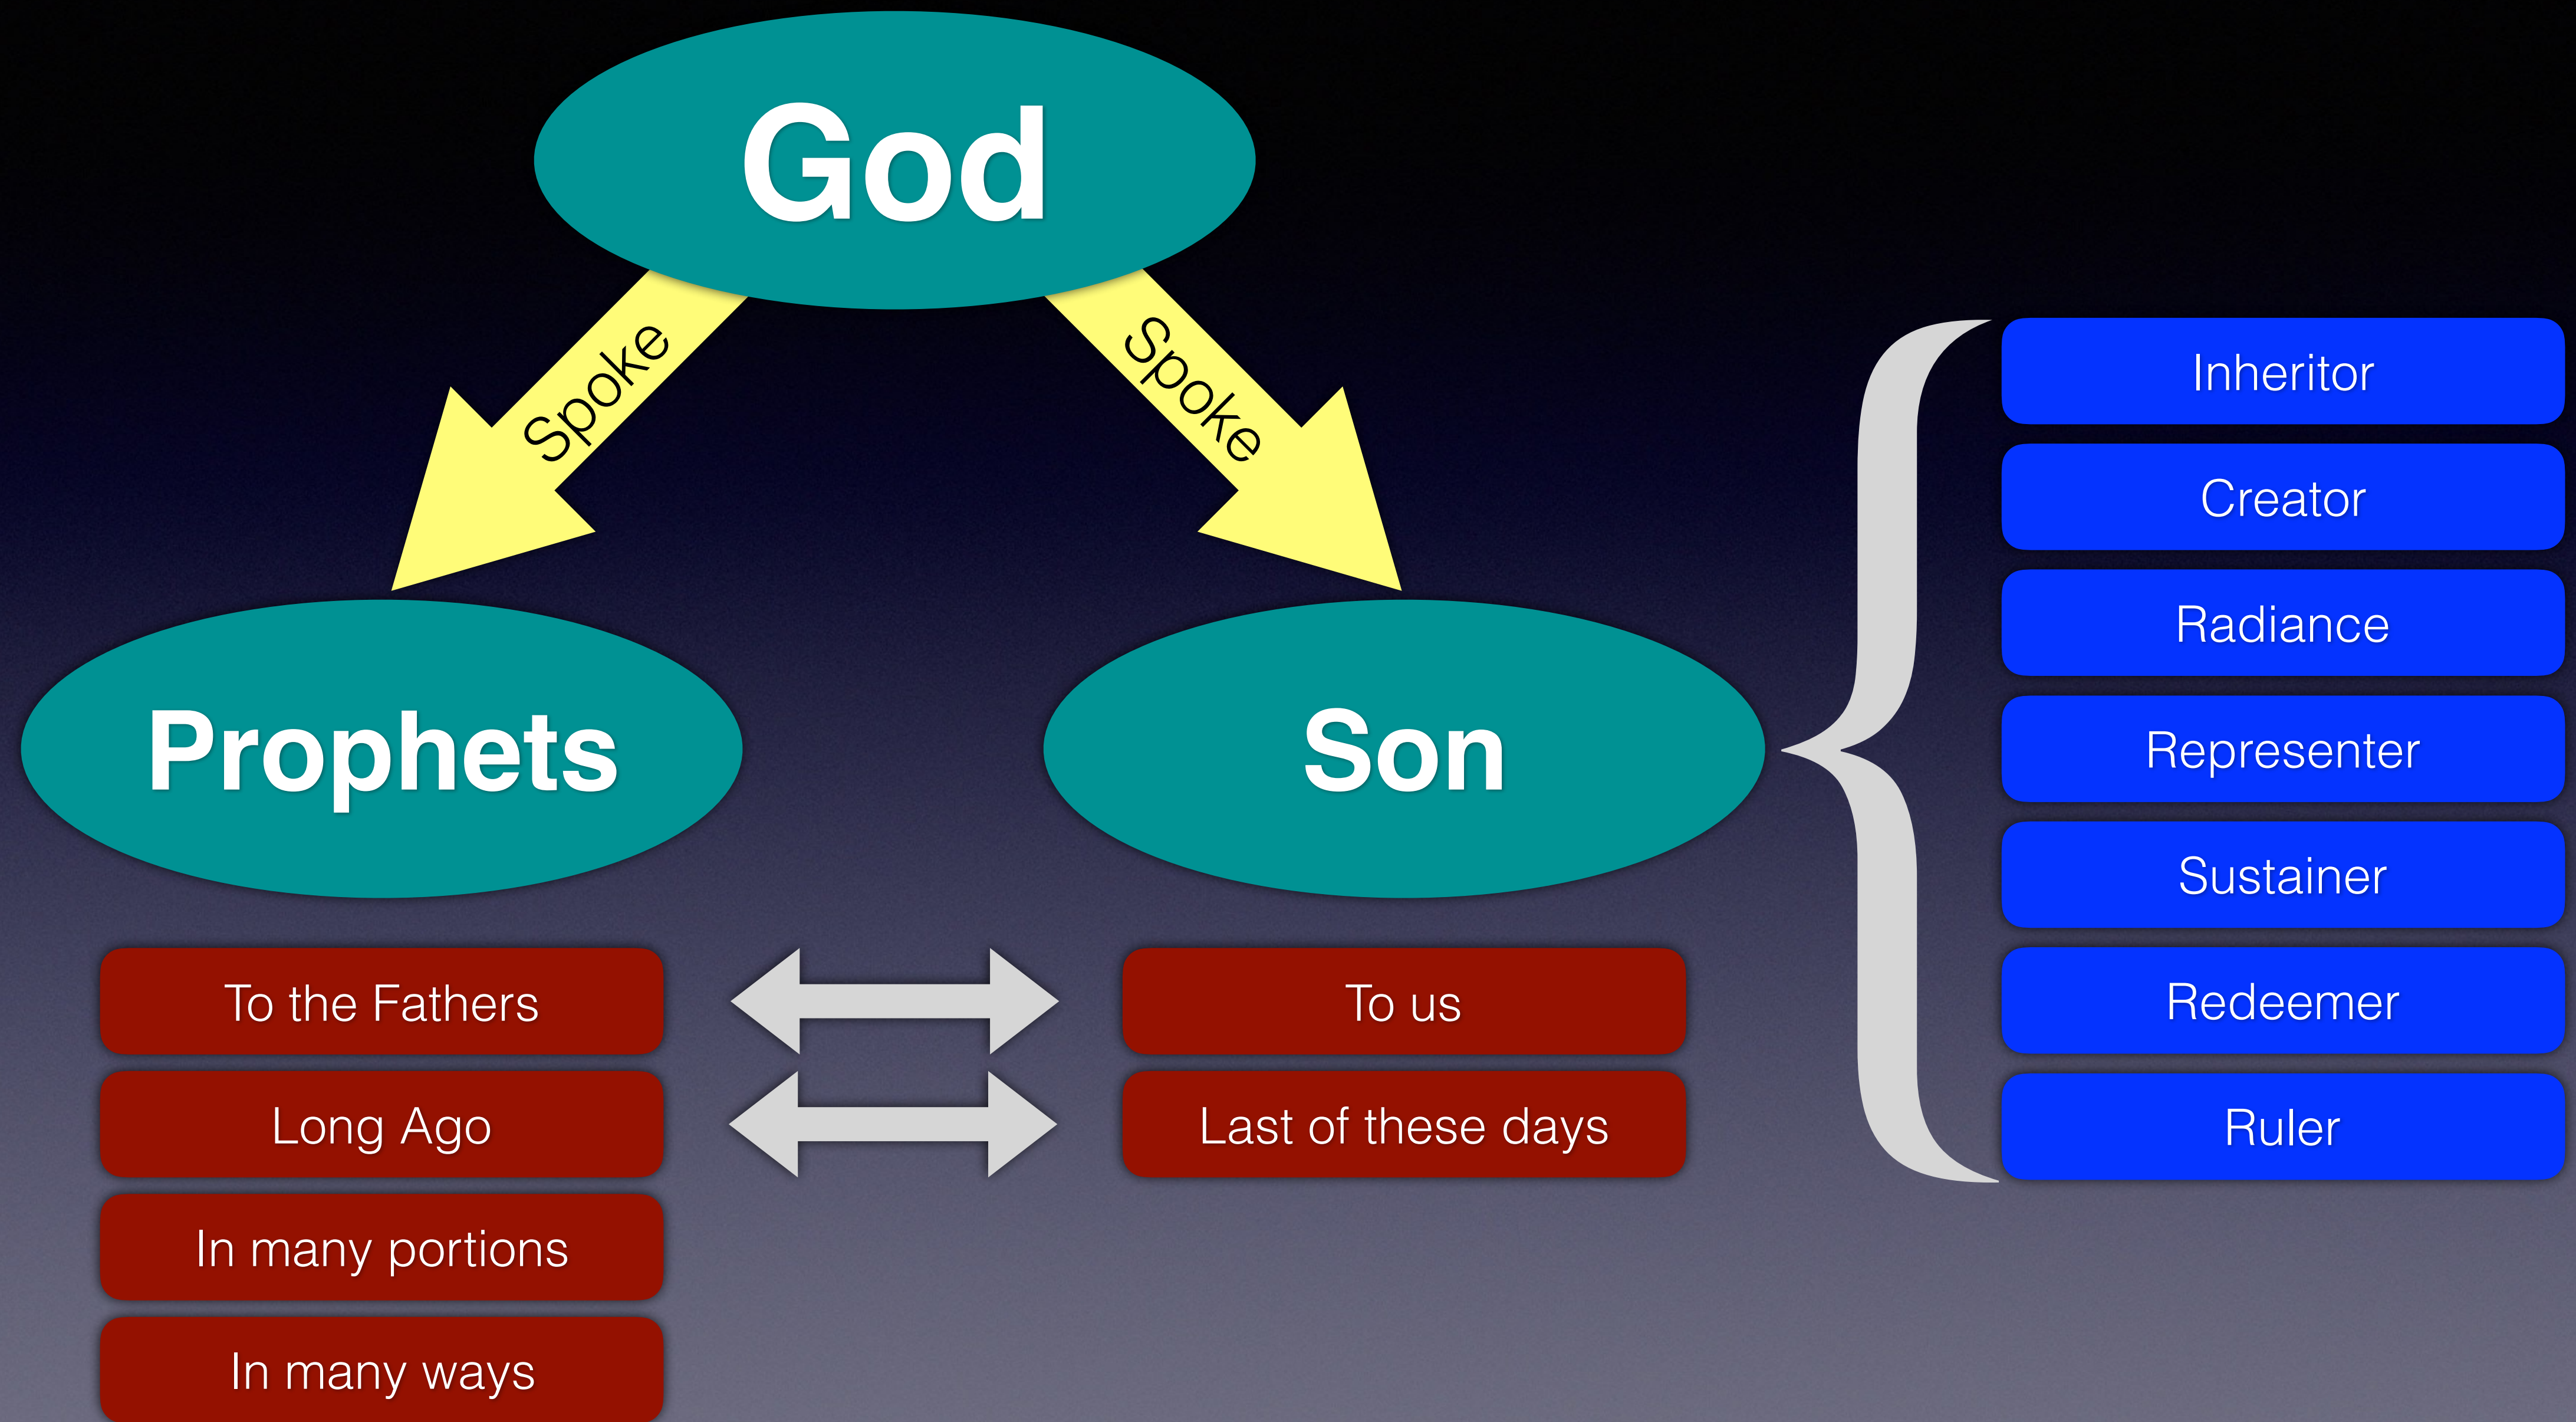 God
Spoke
Spoke
Prophets
Son
To the Fathers
Long Ago
In many portions
In many ways
To us
Last of these days
Inheritor
Creator
Radiance
Representer
Sustainer
Redeemer
Ruler